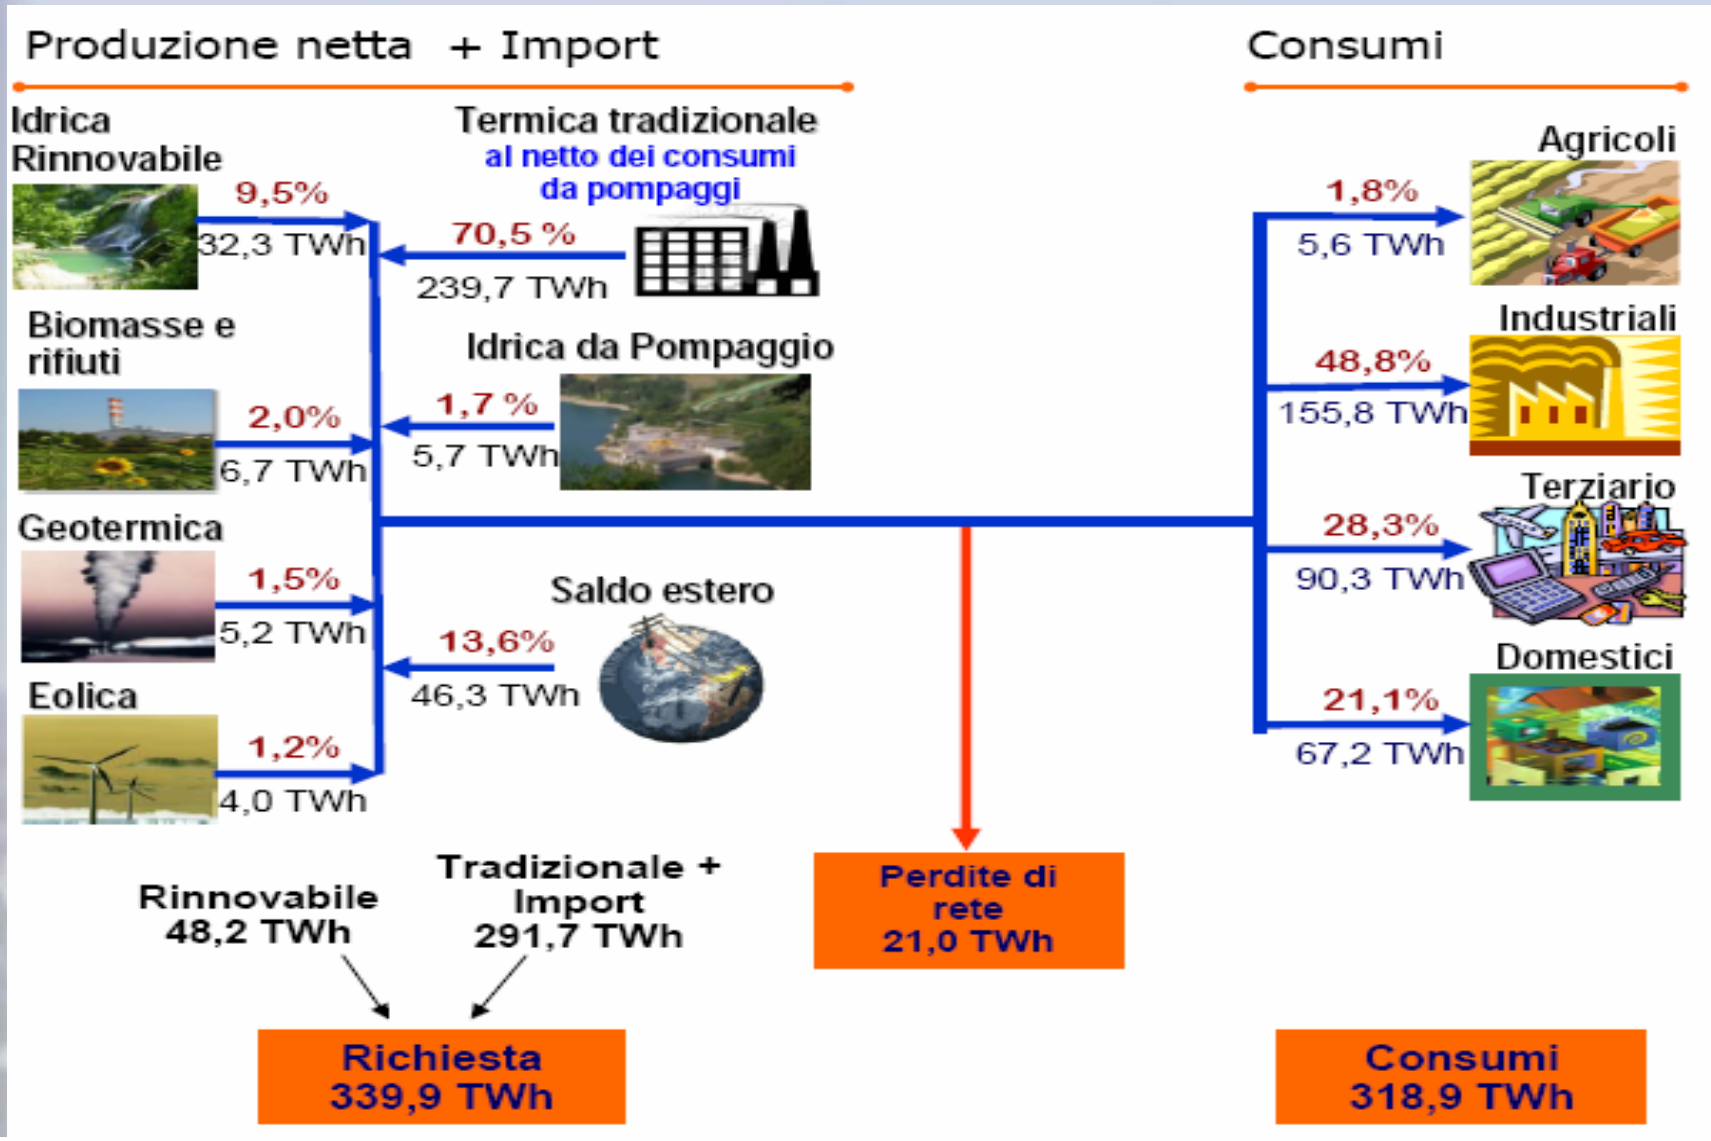 Produzione netta + Import
Consumi
Idrica
Rinnovabile
9,5%
32,3 TWh
Biomasse e
rifiuti
2,0%
6,7 TWh
Geotermica
1,5%
5,2 TWh
Eolica
1,2%
4,0 TWh
Termica tradizionale
al netto dei consumi
da pompaggi
70,5 %
239,7 TWh
Idrica da Pompaggio
1,7 %
5,7 TWh
Saldo estero
13,6%
46,3 TWh
Agricoli
1,8%
5,6 TWh
Industriali
48,8%
155,8 TWh
Terziario
28,3%
90,3 TWh
Domestici
21,1%
67,2 TWh
Rinnovabile
48,2 TWh
Tradizionale +
Import
291,7 TWh
Perdite di
rete
21,0 TWh
Richiesta
339,9 TWh
Consumi
318,9 TWh